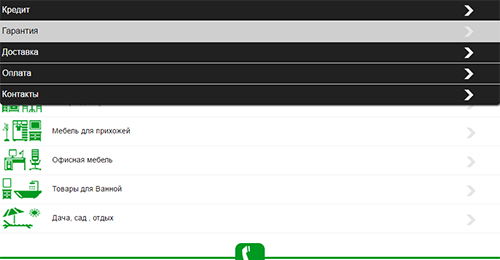 Кредит
Гарантия
Доставка
Оплата
Контакты
Мебель для прихожей
Офисная мебель
Товары для Ванной
Дача, сад , отдых